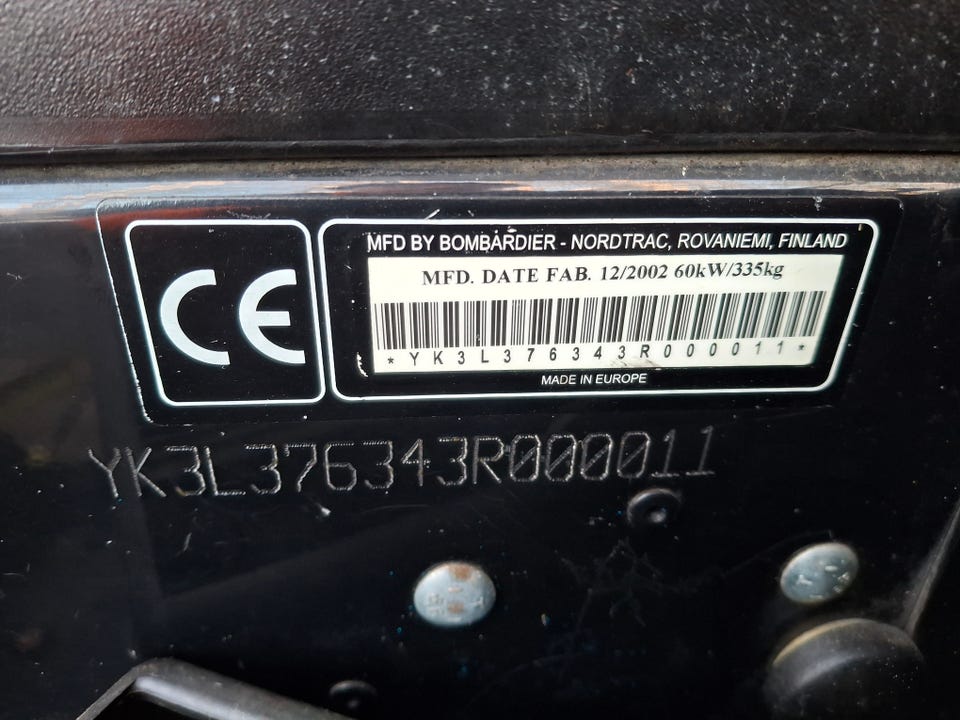 CE
MFD BY BOMBARDIER - NORDTRAC, ROVANIEMI, FINLAND
MFD. DATE FAB. 12/2002 60kW/335kg
*YK3L376343R000011*
MADE IN EUROPE
YK3L376343R000011